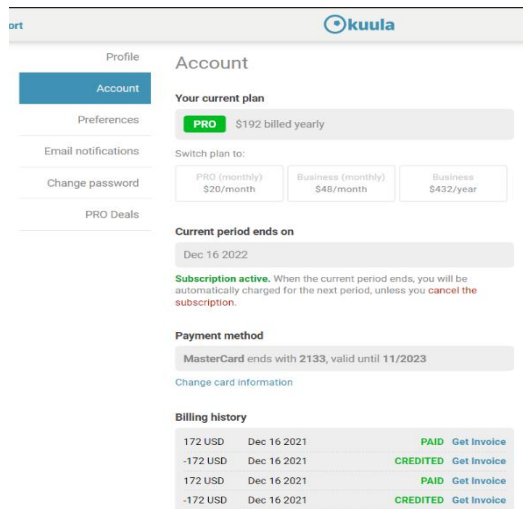 ort
kuula
Profile
Account
Preferences
Email notifications
Change password
PRO Deals
Account
Your current plan
PRO $192 billed yearly
Switch plan to:
PRO (monthly) Business (monthly) Business
$20/month $48/month $432/year
Current period ends on
Dec 16 2022
Subscription active. When the current period ends, you will be
automatically charged for the next period, unless you cancel the
subscription.
Payment method
MasterCard ends with 2133, valid until 11/2023
Change card information
Billing history
172 USD Dec 16 2021 PAID Get Invoice
-172 USD Dec 16 2021 CREDITED Get Invoice
172 USD Dec 16 2021 PAID Get Invoice
-172 USD Dec 16 2021 CREDITED Get Invoice